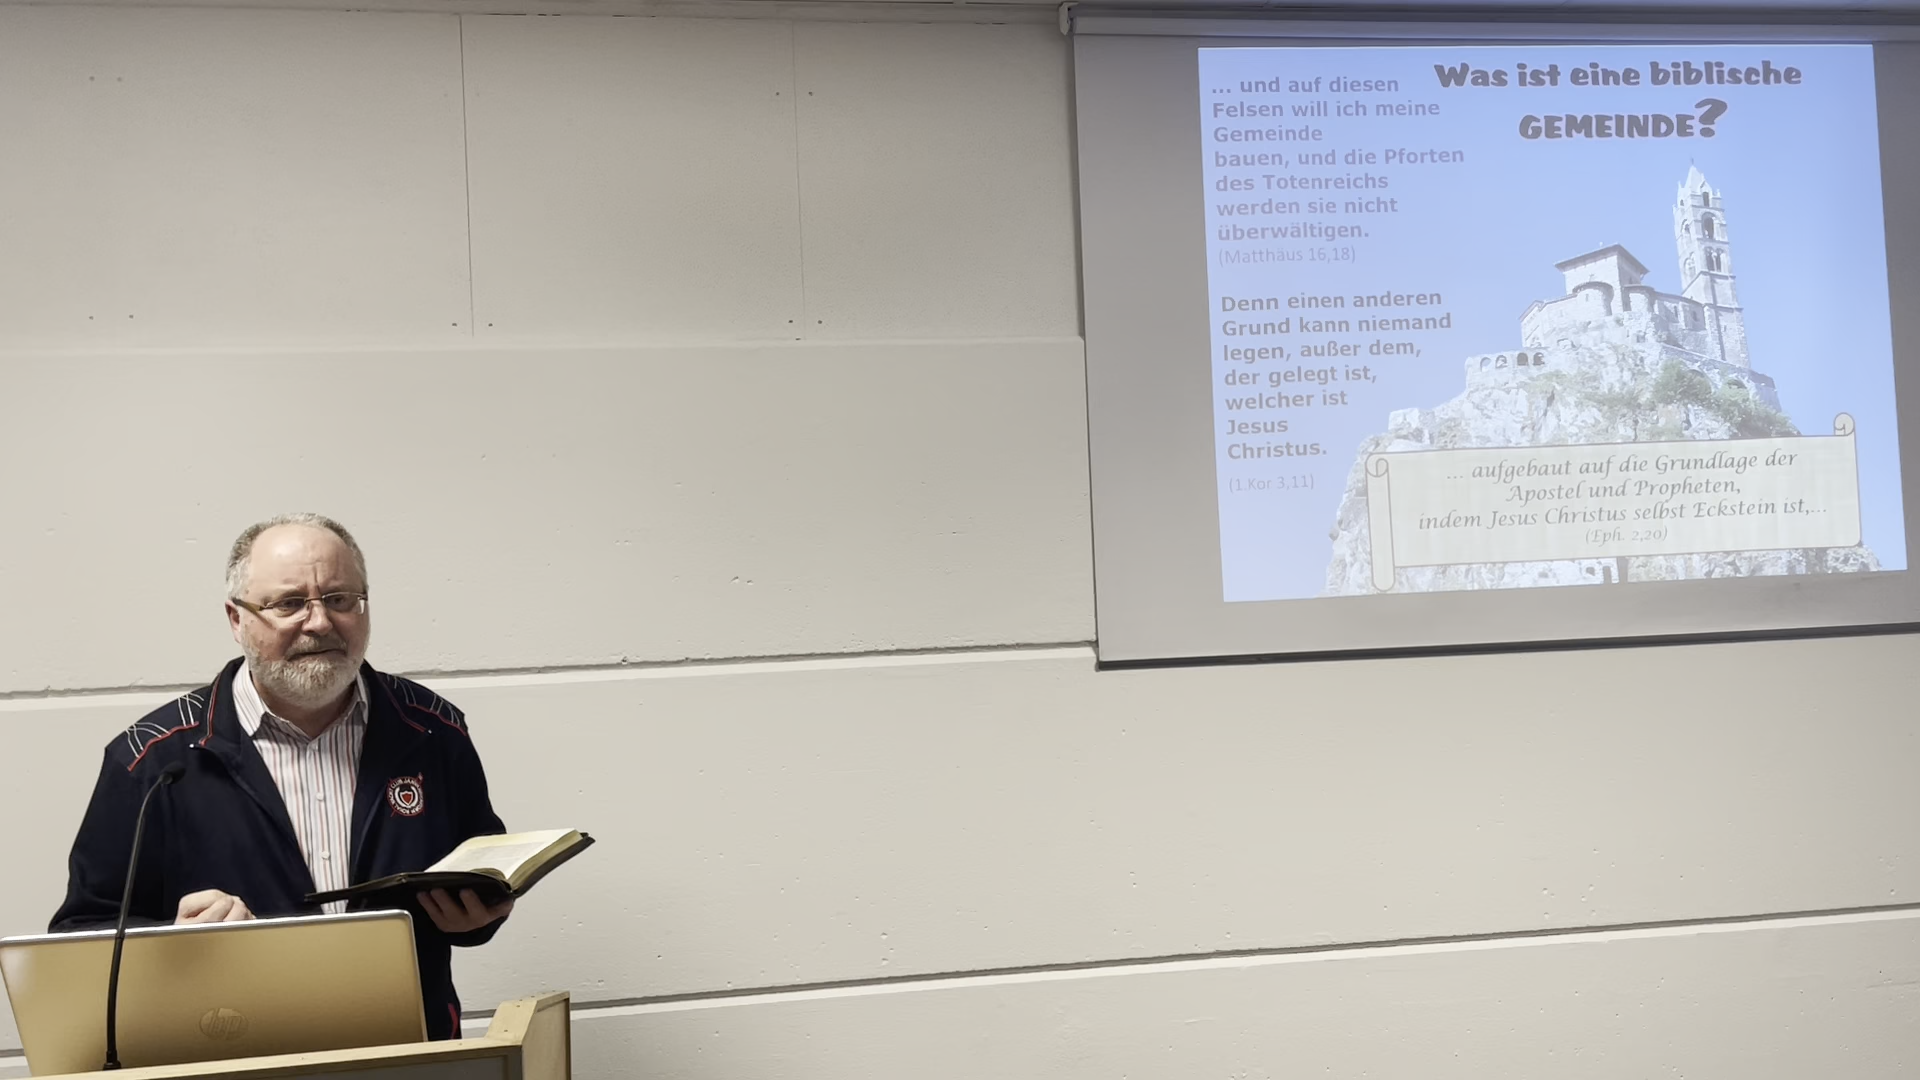 ... und auf diesen
Felsen will ich meine
Gemeinde
bauen, und die Pforten
des Totenreichs
werden sie nicht
überwältigen.
(Matthäus 16,18)
Denn einen anderen
Grund kann niemand
legen, außer dem,
der gelegt ist,
welcher ist
Jesus
Christus.
(1.Kor 3,11)
Was ist eine biblische
GEMEINDE?
... aufgebaut auf die Grundlage der
Apostel und Propheten,
indem Jesus Christus selbst Eckstein ist,...
(Eph. 2,20)
hp